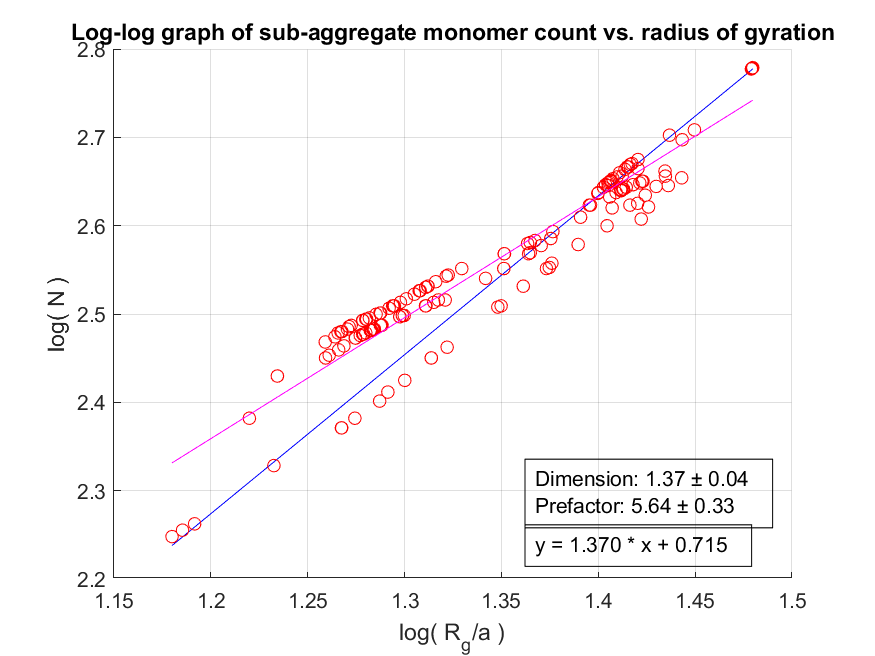 Log-log graph of sub-aggregate monomer count vs. radius of gyration
2.8
2.7
2.6
2.5
2.4
2.3
2.2
log( N )
Dimension: 1.37 ± 0.04
Prefactor: 5.64 ± 0.33
y = 1.370 * x + 0.715
1.15 1.2 1.25 1.3 1.35 1.4 1.45 1.5
log( R_g/a )